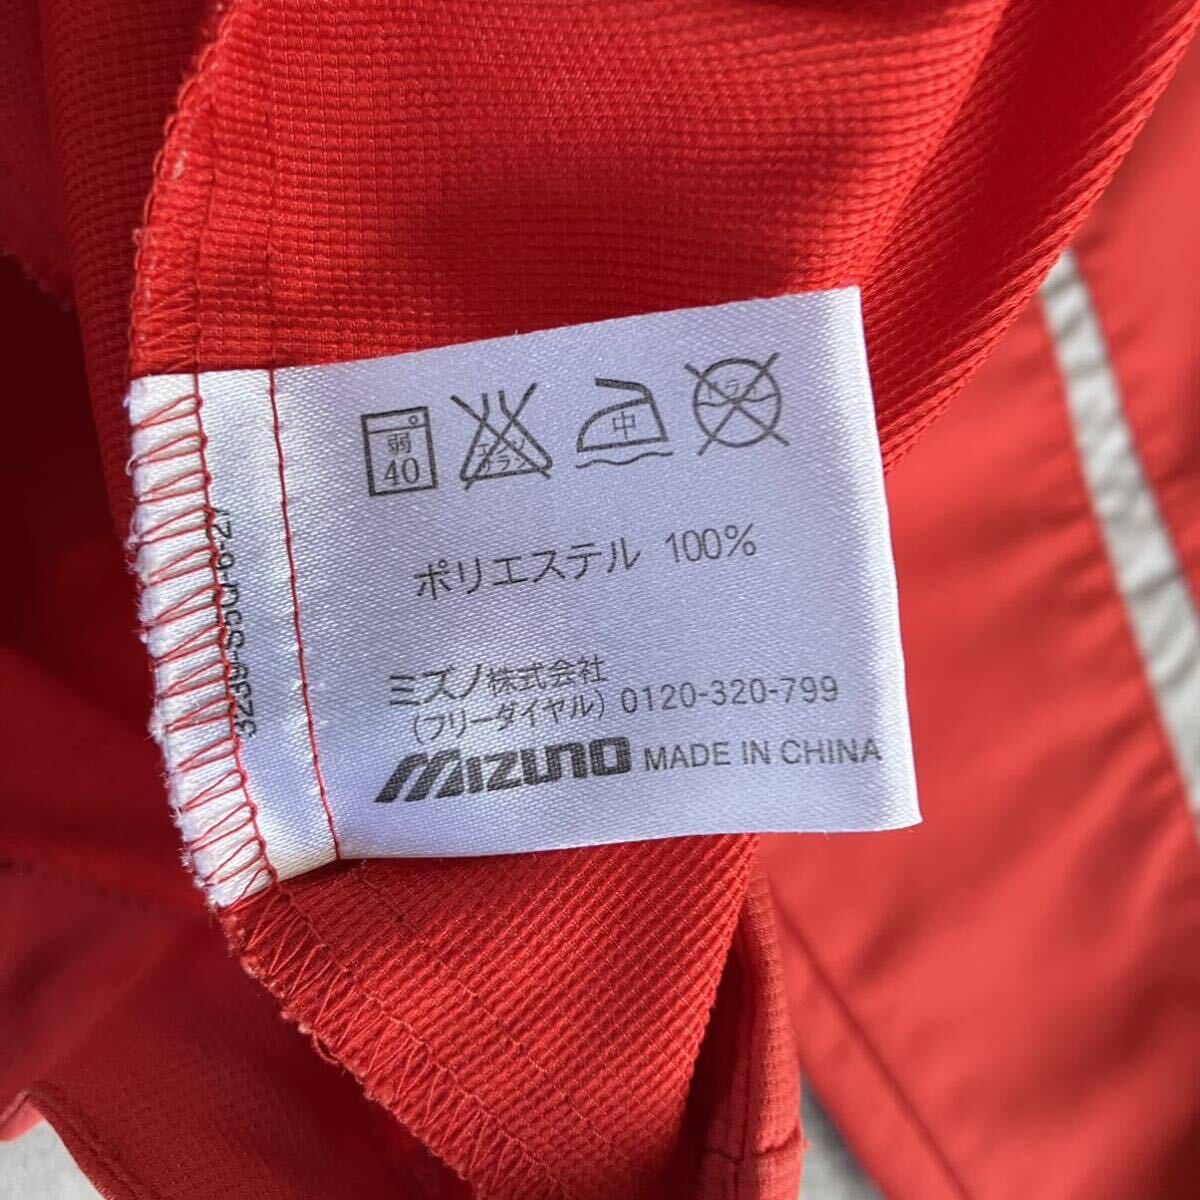 弱
40
エンソ
サラシ
中
ドライ
ポリエステル 100%
ミズノ株式会社
(フリーダイヤル) 0120-320-799
MIZUNO MADE IN CHINA